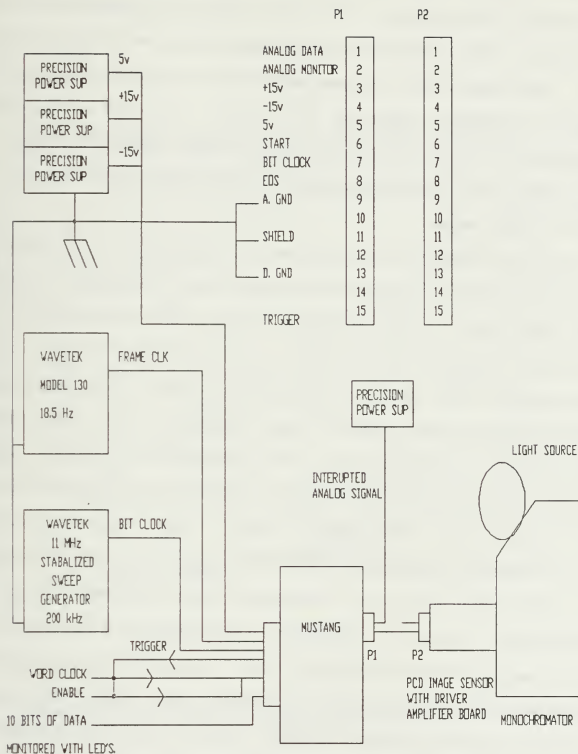 P1
P2
ANALOG DATA 1 1
ANALOG MONITOR 2 2
+15v 3 3
-15v 4 4
5v 5 5
START 6 6
BIT CLOCK 7 7
EOS 8 8
A. GND 9 9
10 10
SHIELD 11 11
12 12
D. GND 13 13
14 14
TRIGGER 15 15
PRECISION
POWER SUP
5v
PRECISION
POWER SUP
+15v
PRECISION
POWER SUP
-15v
WAVETEK
MODEL 130
18.5 Hz
FRAME CLK
PRECISION
POWER SUP
INTERUPTED
ANALOG SIGNAL
LIGHT SOURCE
WAVETEK
11 MHz
STABALIZED
SWEEP
GENERATOR
200 kHz
BIT CLOCK
MUSTANG
P1
P2
TRIGGER
WORD CLOCK
ENABLE
10 BITS OF DATA
MONITORED WITH LED'S.
PCD IMAGE SENSOR
WITH DRIVER
AMPLIFIER BOARD
MONOCHROMATOR